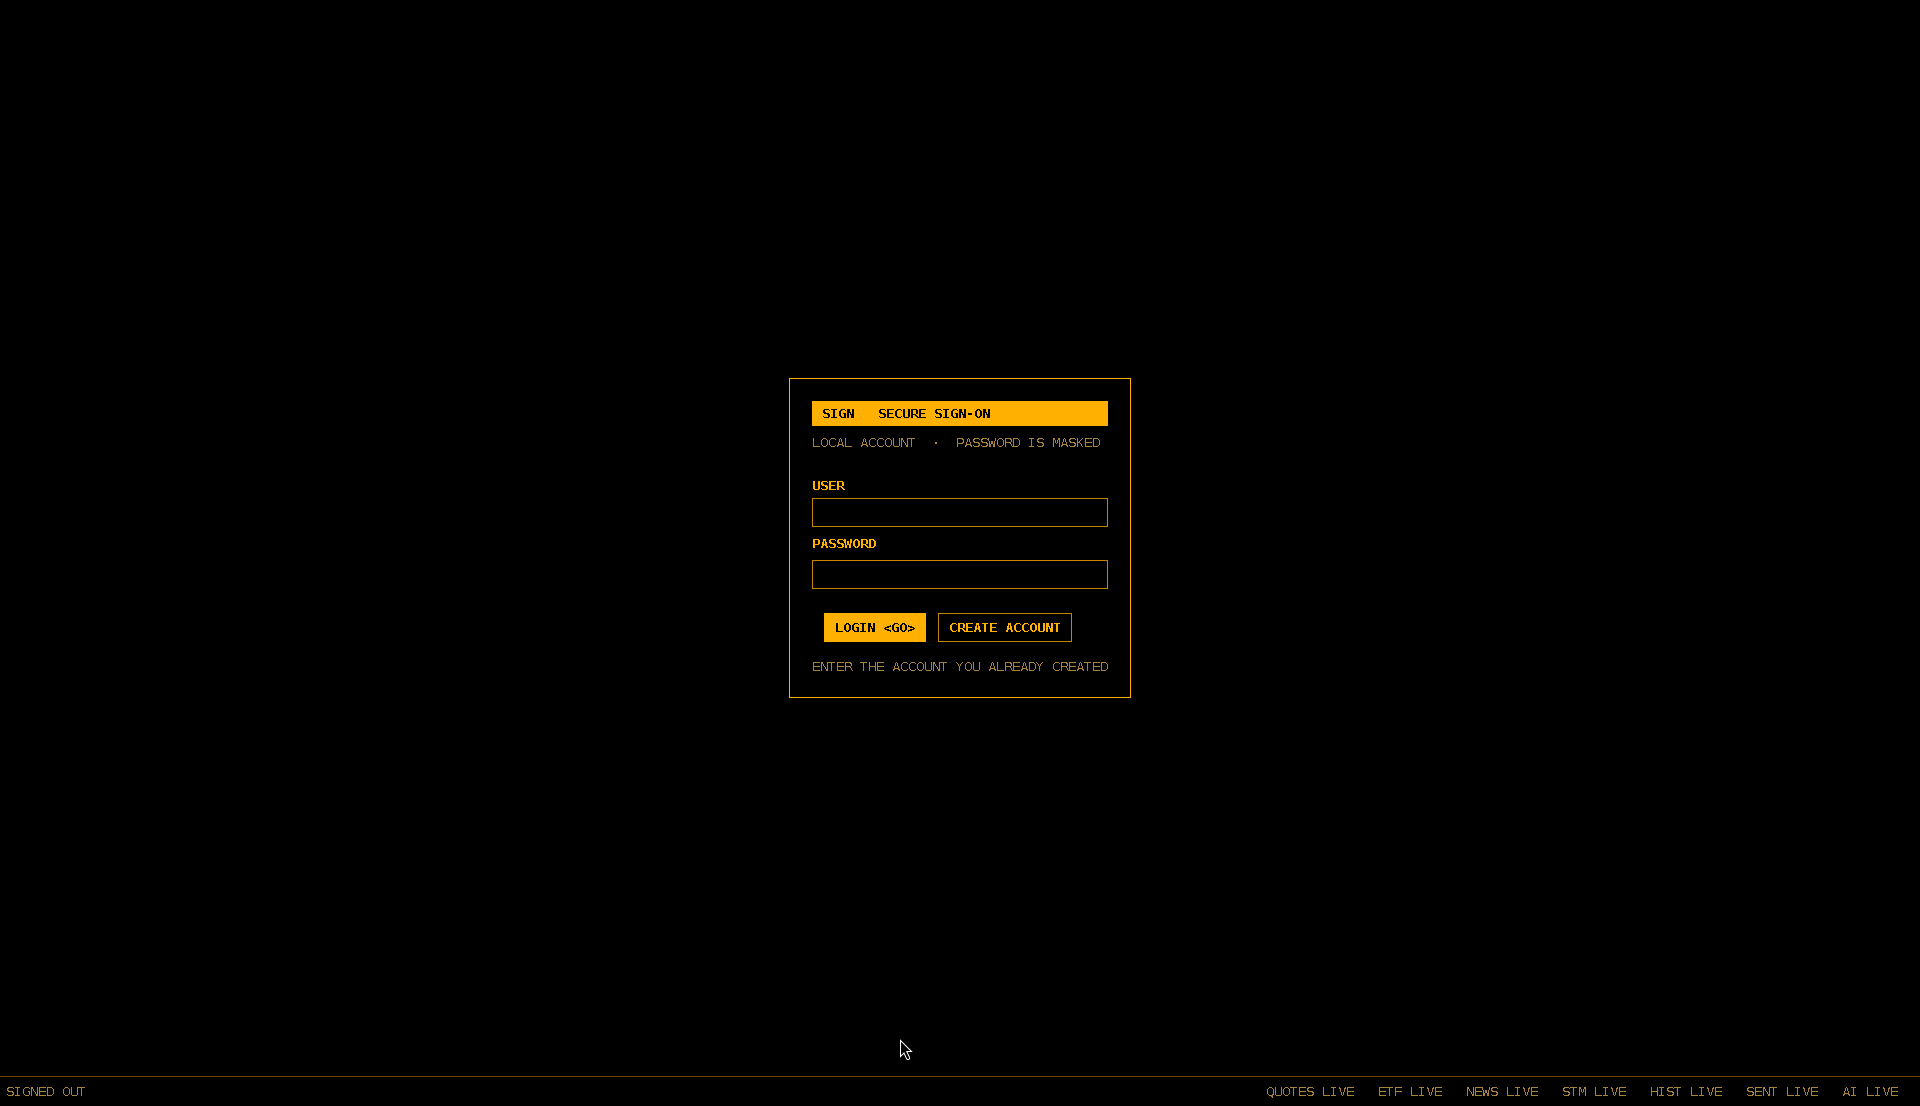 SIGN SECURE SIGN-ON
LOCAL ACCOUNT · PASSWORD IS MASKED
USER
PASSWORD
LOGIN <GO> CREATE ACCOUNT
ENTER THE ACCOUNT YOU ALREADY CREATED
SIGNED OUT QUOTES LIVE ETF LIVE NEWS LIVE STM LIVE HIST LIVE SENT LIVE AI LIVE